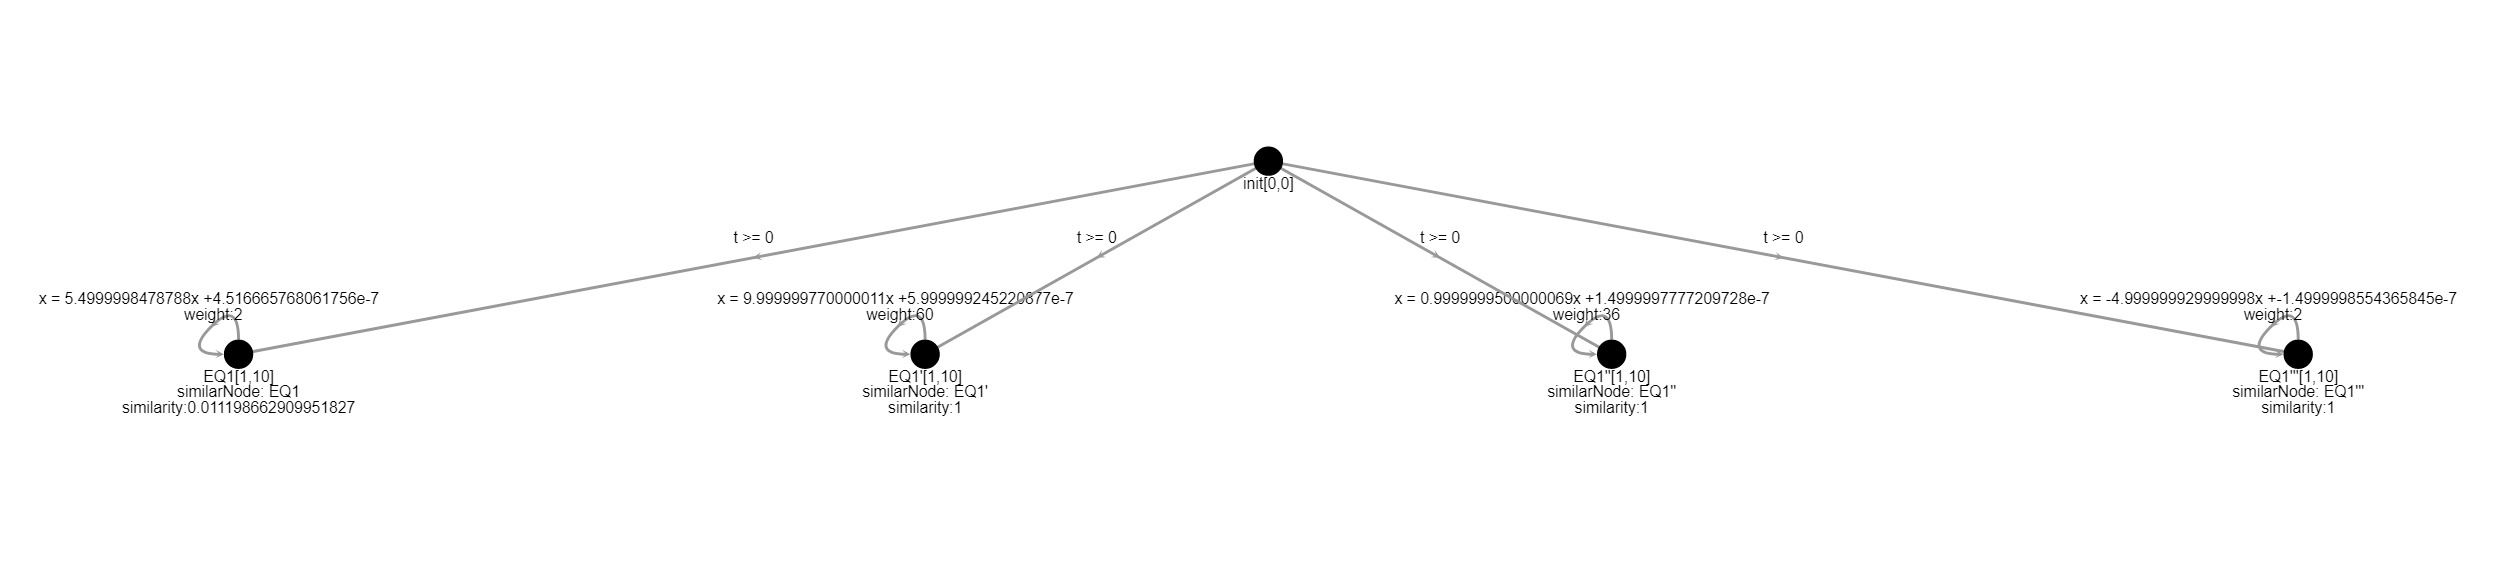 init[0,0]
t >= 0
t >= 0
t >= 0
t >= 0
x = 5.4999998478788x +4.516665768061756e-7
weight:2
x = 9.999999770000011x +5.999999245220877e-7
weight:60
x = 0.9999999500000069x +1.4999997777209728e-7
weight:36
x = -4.999999929999998x +-1.4999998554365845e-7
weight:2
EQ1[1,10]
similarNode: EQ1
similarity:0.011198662909951827
EQ1'[1,10]
similarNode: EQ1'
similarity:1
EQ1''[1,10]
similarNode: EQ1''
similarity:1
EQ1'''[1,10]
similarNode: EQ1'''
similarity:1